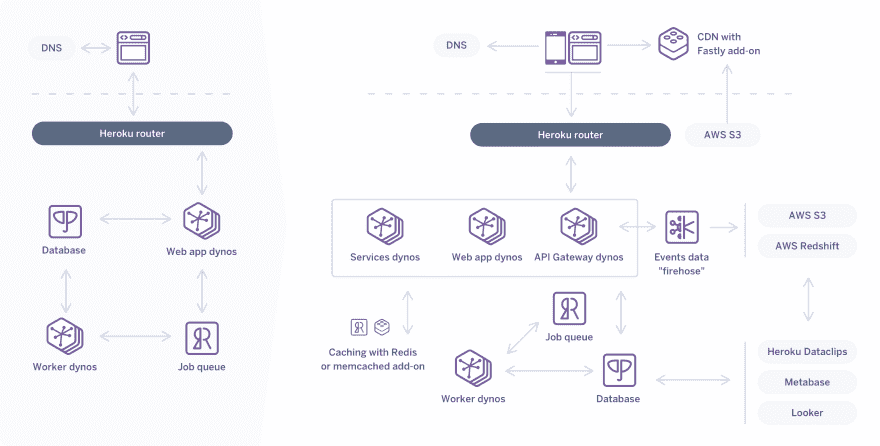 DNS
Heroku router
Database
Web app dynos
Worker dynos
Job queue
DNS
CDN with
Fastly add-on
Heroku router
AWS S3
Services dynos
Web app dynos
API Gateway dynos
Events data
"firehose"
AWS S3
AWS Redshift
Caching with Redis
or memcached add-on
Job queue
Worker dynos
Database
Heroku Dataclips
Metabase
Looker